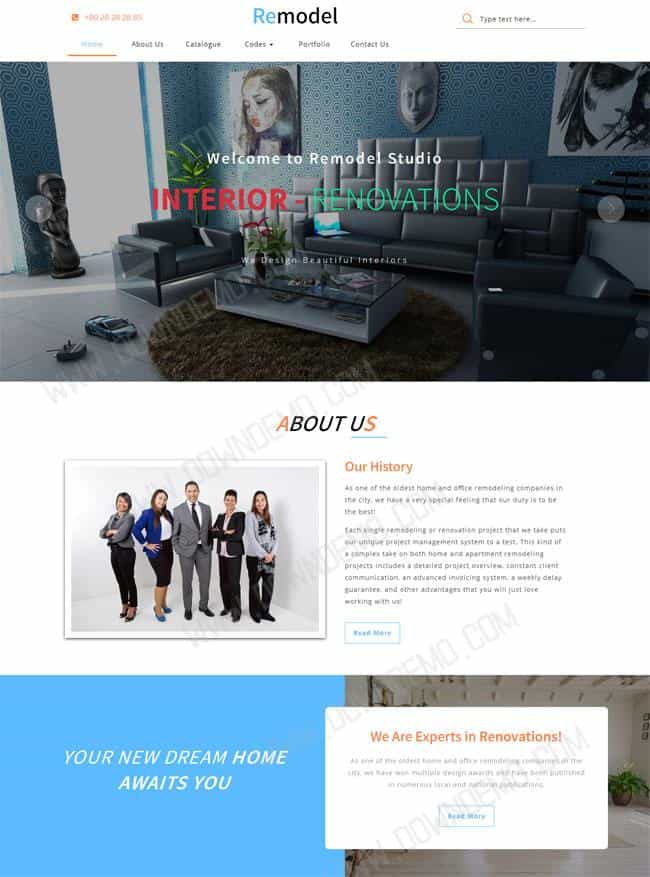 +00 20 20 20 05
Remodel
Type text here...
Home
About Us
Catalogue
Codes
Portfolio
Contact Us
Welcome to Remodel Studio
INTERIOR - RENOVATIONS
We Design Beautiful Interiors
ABOUT US
Our History
As one of the oldest home and office remodeling companies in
the city, we have a very special feeling that our duty is to be
the best!
Each single remodeling or renovation project that we take puts
our unique project management system to a test. This kind of
a complex take on both home and apartment remodeling
projects includes a detailed project overview, constant client
communication, an advanced invoicing system, a weekly delay
guarantee, and other advantages that you will just love
working with us!
Read More
YOUR NEW DREAM HOME
AWAITS YOU
We Are Experts in Renovations!
As one of the oldest home and office remodeling companies in the
city, we have won multiple design awards and have been published
in numerous local and national publications.
Read More
WWW.DOWNDEMO.COM